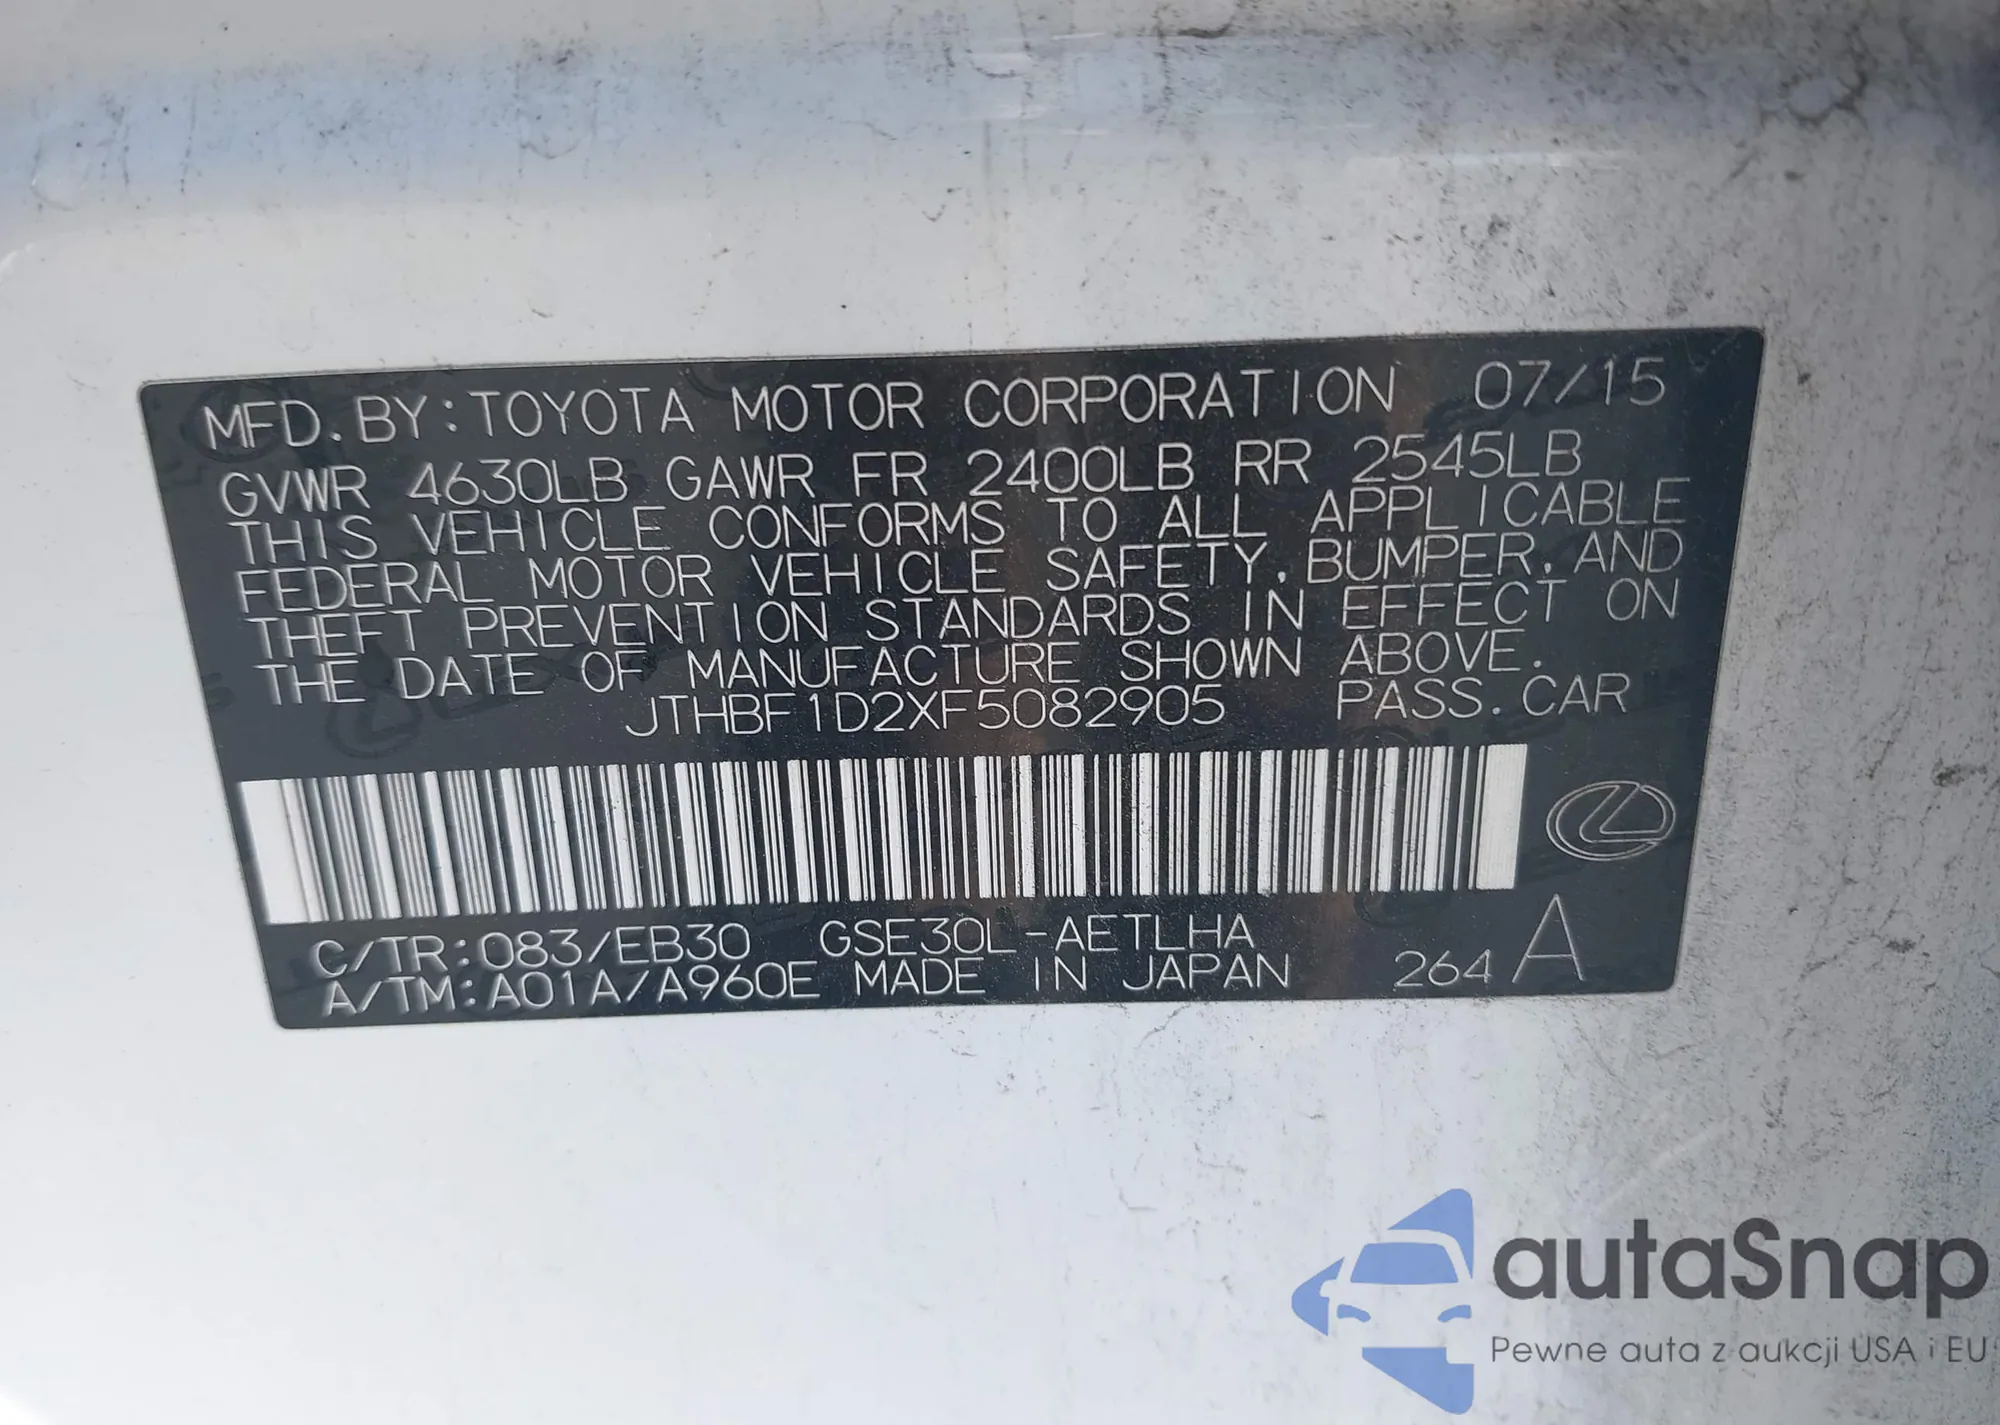 MFD. BY: TOYOTA MOTOR CORPORATION 07/15
GVWR 4630LB GAWR FR 2400LB RR 2545LB
THIS VEHICLE CONFORMS TO ALL APPLICABLE
FEDERAL MOTOR VEHICLE SAFETY, BUMPER, AND
THEFT PREVENTION STANDARDS IN EFFECT ON
THE DATE OF MANUFACTURE SHOWN ABOVE.
JTHBF1D2XF5082905 PASS. CAR
C/TR: 083/EB30 GSE30L-AETLHA
A/TM: A01A/A960E MADE IN JAPAN 264 A
autaSnap
Pewne auta z aukcji USA i EU